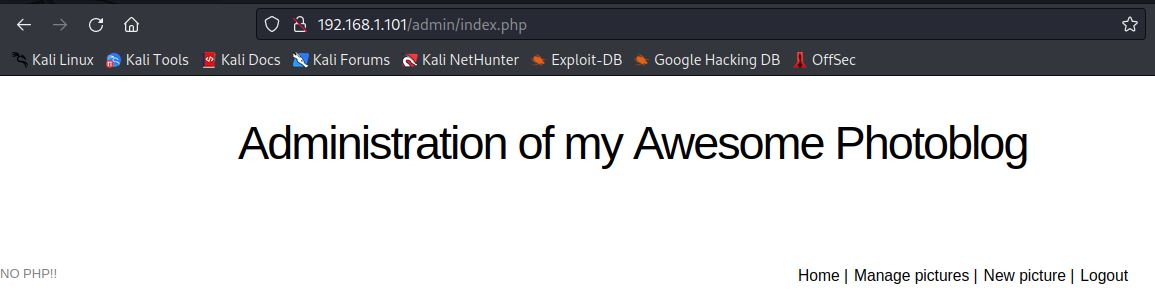 192.168.1.101/admin/index.php
Kali Linux Kali Tools Kali Docs Kali Forums Kali NetHunter Exploit-DB Google Hacking DB OffSec
Administration of my Awesome Photoblog
NO PHP!! Home | Manage pictures | New picture | Logout